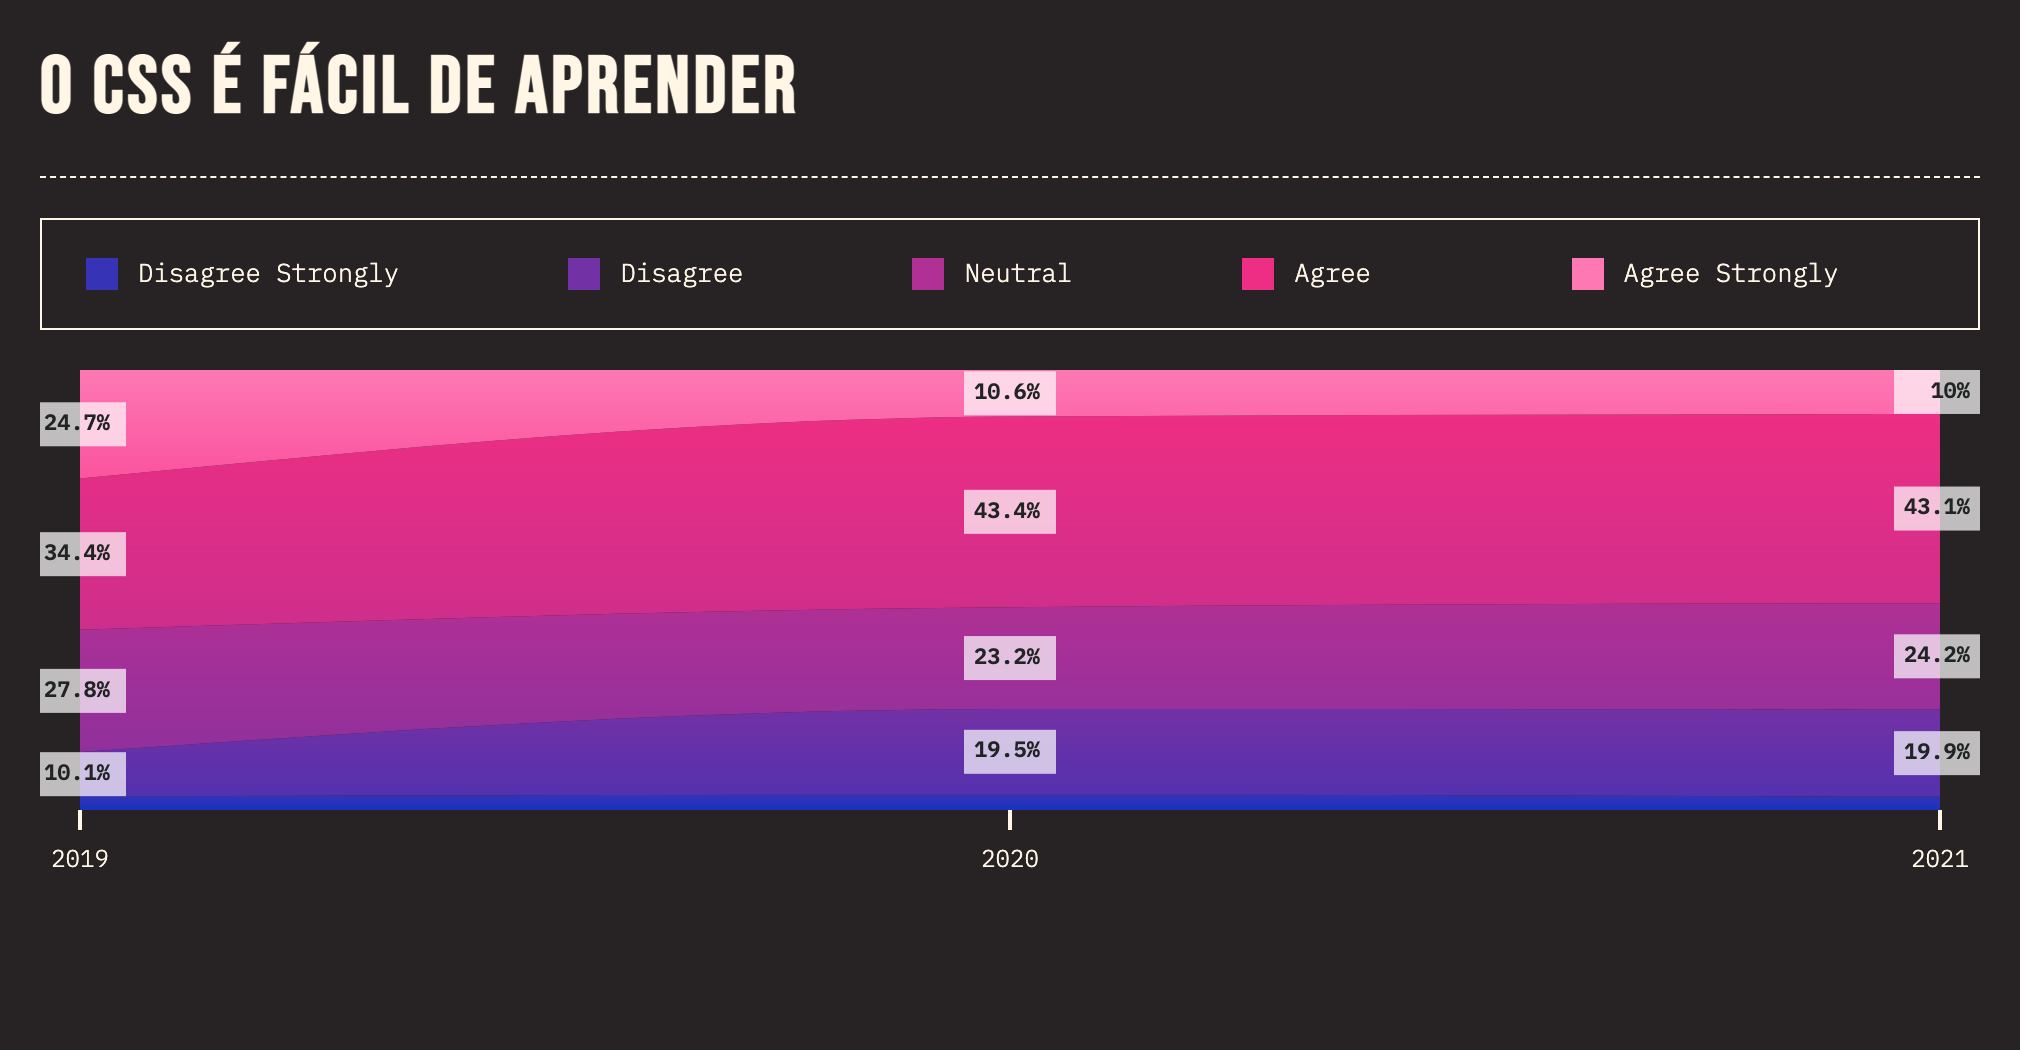 O CSS É FÁCIL DE APRENDER
Disagree Strongly Disagree Neutral Agree Agree Strongly
24.7% 10.6% 10%
34.4% 43.4% 43.1%
27.8% 23.2% 24.2%
10.1% 19.5% 19.9%
2019 2020 2021